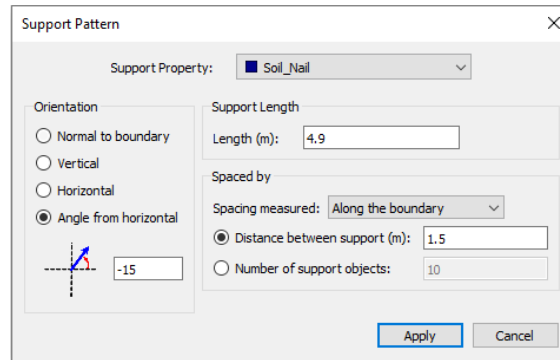 Support Pattern
Support Property: Soil_Nail
Orientation
Normal to boundary
Vertical
Horizontal
Angle from horizontal
-15
Support Length
Length (m): 4.9
Spaced by
Spacing measured: Along the boundary
Distance between support (m): 1.5
Number of support objects: 10
Apply Cancel